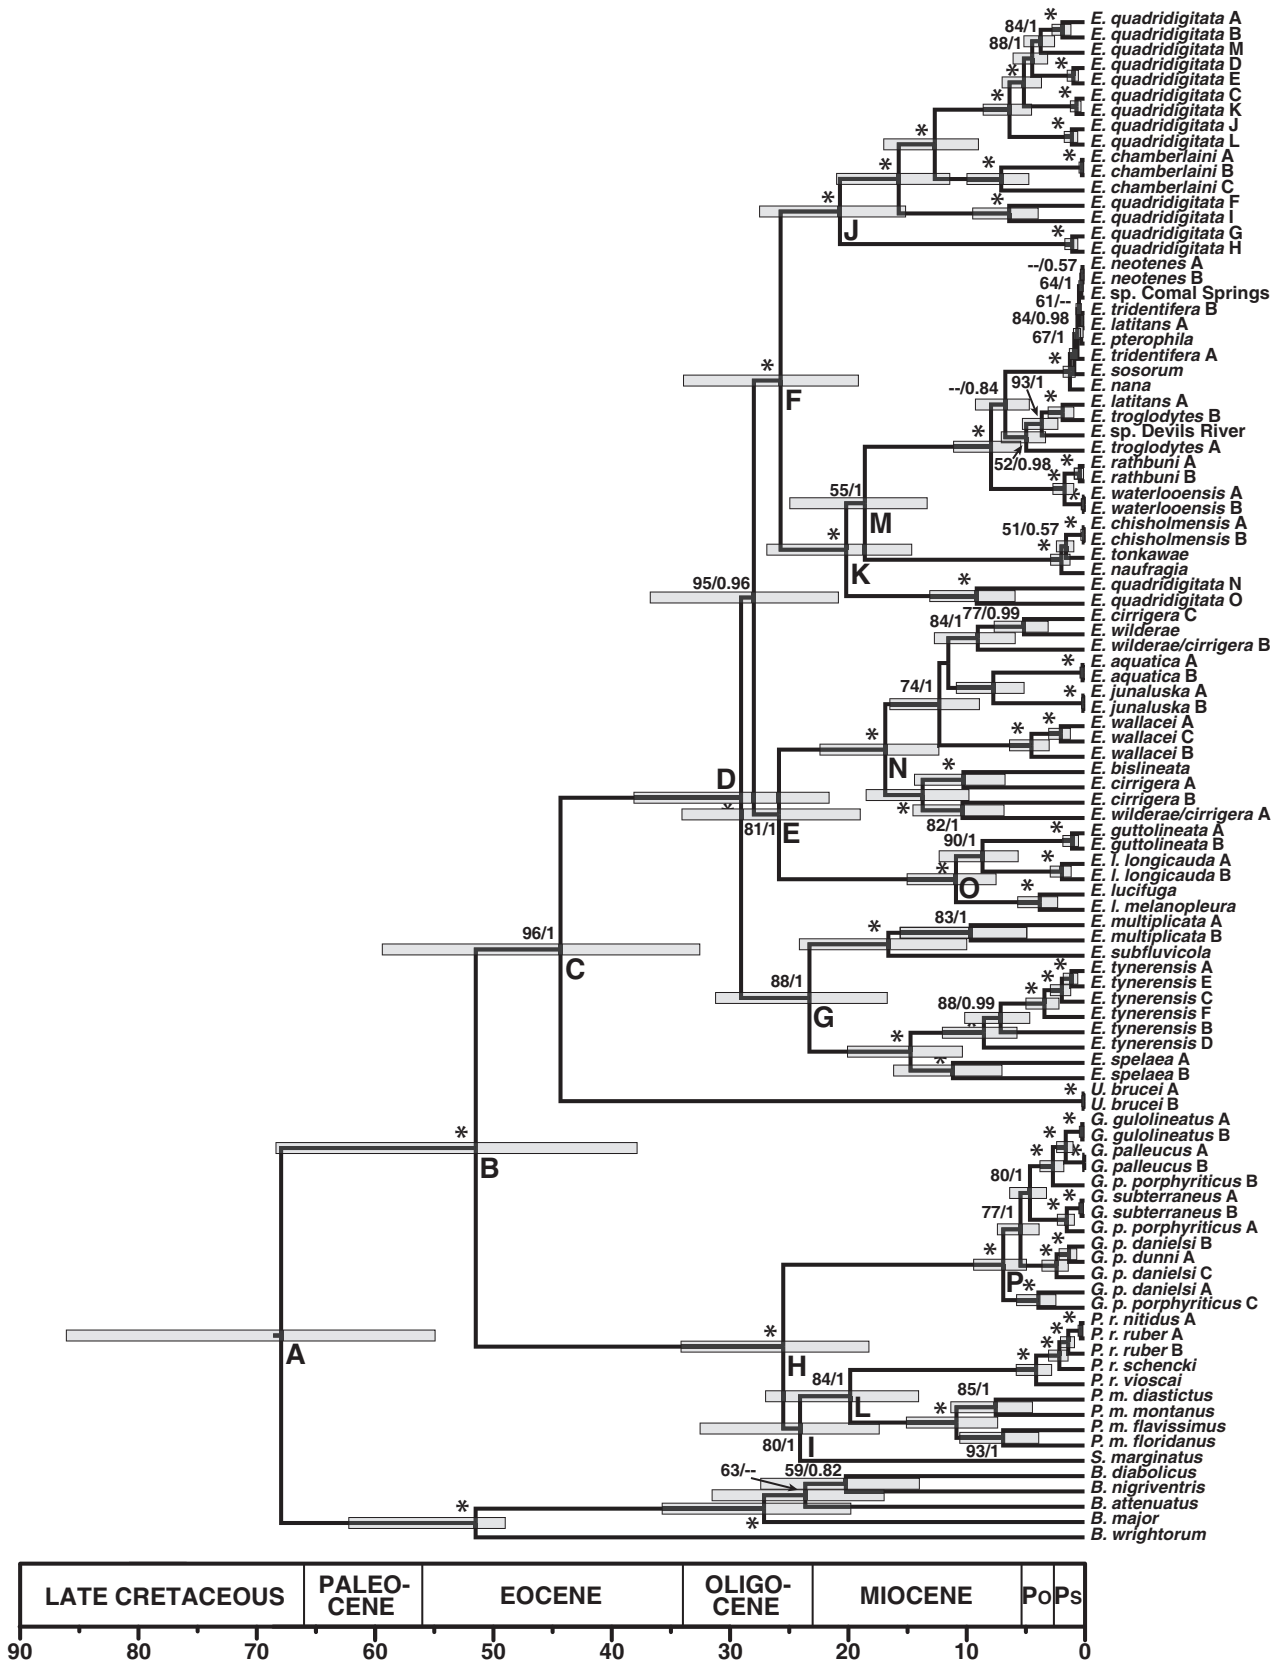 E. quadridigitata A
E. quadridigitata B
E. quadridigitata M
E. quadridigitata D
E. quadridigitata E
E. quadridigitata C
E. quadridigitata K
E. quadridigitata J
E. quadridigitata L
E. chamberlaini A
E. chamberlaini B
E. chamberlaini C
E. quadridigitata F
E. quadridigitata I
E. quadridigitata G
E. quadridigitata H
E. neotenes A
E. neotenes B
E. sp. Comal Springs
E. tridentifera B
E. latitans A
E. pterophila
E. tridentifera A
E. sosorum
E. nana
E. latitans A
E. troglodytes B
E. sp. Devils River
E. troglodytes A
E. rathbuni A
E. rathbuni B
E. waterlooensis A
E. waterlooensis B
E. chisholmensis A
E. chisholmensis B
E. tonkawae
E. naufragia
E. quadridigitata N
E. quadridigitata O
E. cirrigera C
E. wilderae
E. wilderae/cirrigera B
E. aquatica A
E. aquatica B
E. junaluska A
E. junaluska B
E. wallacei A
E. wallacei C
E. wallacei B
E. bislineata
E. cirrigera A
E. cirrigera B
E. wilderae/cirrigera A
E. guttolineata A
E. guttolineata B
E. l. longicauda A
E. l. longicauda B
E. lucifuga
E. l. melanopleura
E. multiplicata A
E. multiplicata B
E. subfluvicola
E. tynerensis A
E. tynerensis E
E. tynerensis C
E. tynerensis F
E. tynerensis B
E. tynerensis D
E. spelaea A
E. spelaea B
U. brucei A
U. brucei B
G. gulolineatus A
G. gulolineatus B
G. palleucus A
G. palleucus B
G. p. porphyriticus B
G. subterraneus A
G. subterraneus B
G. p. porphyriticus A
G. p. danielsi B
G. p. dunni A
G. p. danielsi C
G. p. danielsi A
G. p. porphyriticus C
P. r. nitidus A
P. r. ruber A
P. r. ruber B
P. r. schencki
P. r. vioscai
P. m. diastictus
P. m. montanus
P. m. flavissimus
P. m. floridanus
S. marginatus
B. diabolicus
B. nigriventris
B. attenuatus
B. major
B. wrightorum
84/1
88/1
J
--/0.57
64/1
61/--
84/0.98
67/1
F
--/0.84
93/1
52/0.98
55/1
M
51/0.57
K
95/0.96
77/0.99
84/1
74/1
N
D
82/1
81/1
E
90/1
O
83/1
96/1
C
88/1
G
88/0.99
B
80/1
77/1
P
A
H
84/1
L
85/1
80/1
I
93/1
63/--
59/0.82
LATE CRETACEOUS
PALEO-
CENE
EOCENE
OLIGO-
CENE
MIOCENE
PO
PS
90 80 70 60 50 40 30 20 10 0